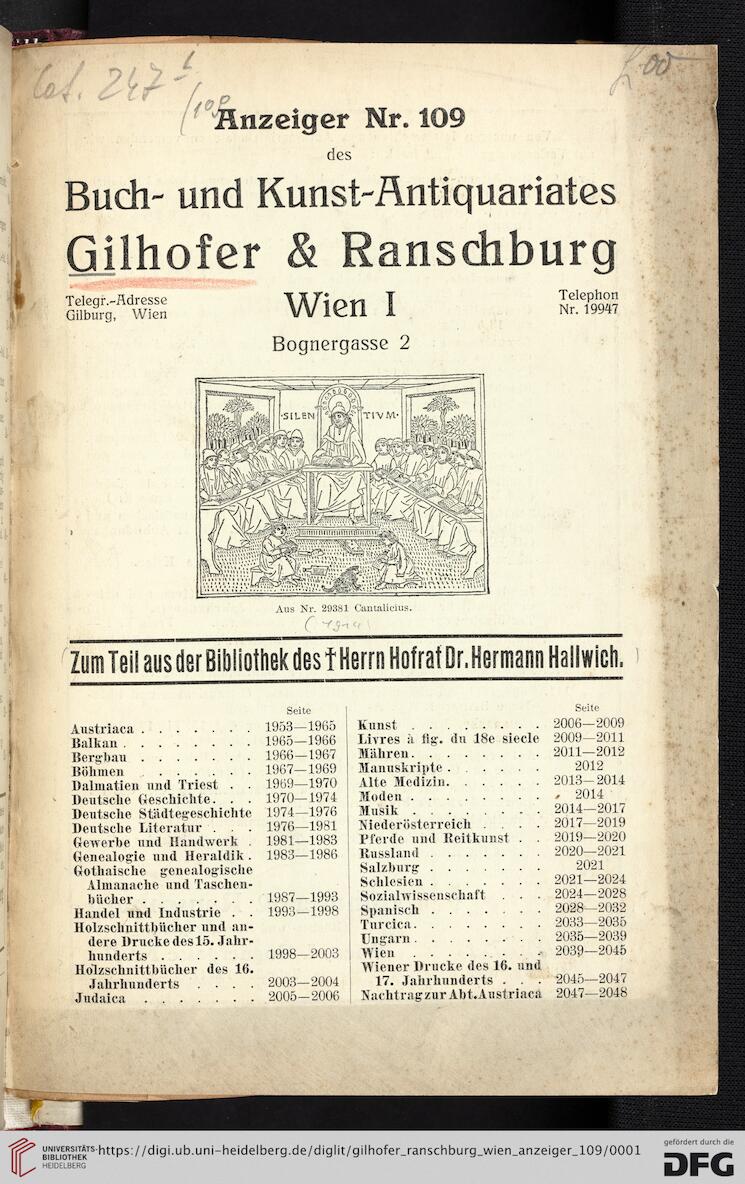 Cat. 247
(109
Anzeiger Nr. 109
des
Buch- und Kunst-Antiquariates
Gilhofer & Ranschburg
Telegr.-Adresse
Gilburg, Wien
Wien I
Telephon
Nr. 19947
Bognergasse 2
·SILEN TIVM·
Aus Nr. 29381 Cantalicius.
Zum Teil aus der Bibliothek des † Herrn Hofrat Dr. Hermann Hallwich.
Seite
Austriaca . . . . . . . 1953—1965
Balkan . . . . . . . . 1965—1966
Bergbau . . . . . . . 1966—1967
Böhmen . . . . . . . 1967—1969
Dalmatien und Triest . . 1969—1970
Deutsche Geschichte. . . 1970—1974
Deutsche Städtegeschichte 1974—1976
Deutsche Literatur . . . 1976—1981
Gewerbe und Handwerk . 1981—1983
Genealogie und Heraldik . 1983—1986
Gothaische genealogische
Almanache und Taschen-
bücher . . . . . . . 1987—1993
Handel und Industrie . . 1993—1998
Holzschnittbücher und an-
dere Drucke des 15. Jahr-
hunderts . . . . . . 1998—2003
Holzschnittbücher des 16.
Jahrhunderts . . . . 2003—2004
Judaica . . . . . . . 2005—2006
Seite
Kunst . . . . . . . . 2006—2009
Livres à fig. du 18e siecle 2009—2011
Mähren. . . . . . . . 2011—2012
Manuskripte . . . . . . 2012
Alte Medizin. . . . . . 2013—2014
Moden . . . . . . . . 2014
Musik . . . . . . . . 2014—2017
Niederösterreich . . . . 2017—2019
Pferde und Reitkunst . . 2019—2020
Russland . . . . . . . 2020—2021
Salzburg . . . . . . . 2021
Schlesien . . . . . . . 2021—2024
Sozialwissenschaft . . . 2024—2028
Spanisch . . . . . . . 2028—2032
Turcica. . . . . . . . 2033—2035
Ungarn. . . . . . . . 2035—2039
Wien . . . . . . . . 2039—2045
Wiener Drucke des 16. und
17. Jahrhunderts . . . 2045—2047
Nachtrag zur Abt. Austriaca 2047—2048
UNIVERSITÄTS-
BIBLIOTHEK
HEIDELBERG
https://digi.ub.uni-heidelberg.de/diglit/gilhofer_ranschburg_wien_anzeiger_109/0001
gefördert durch die
DFG